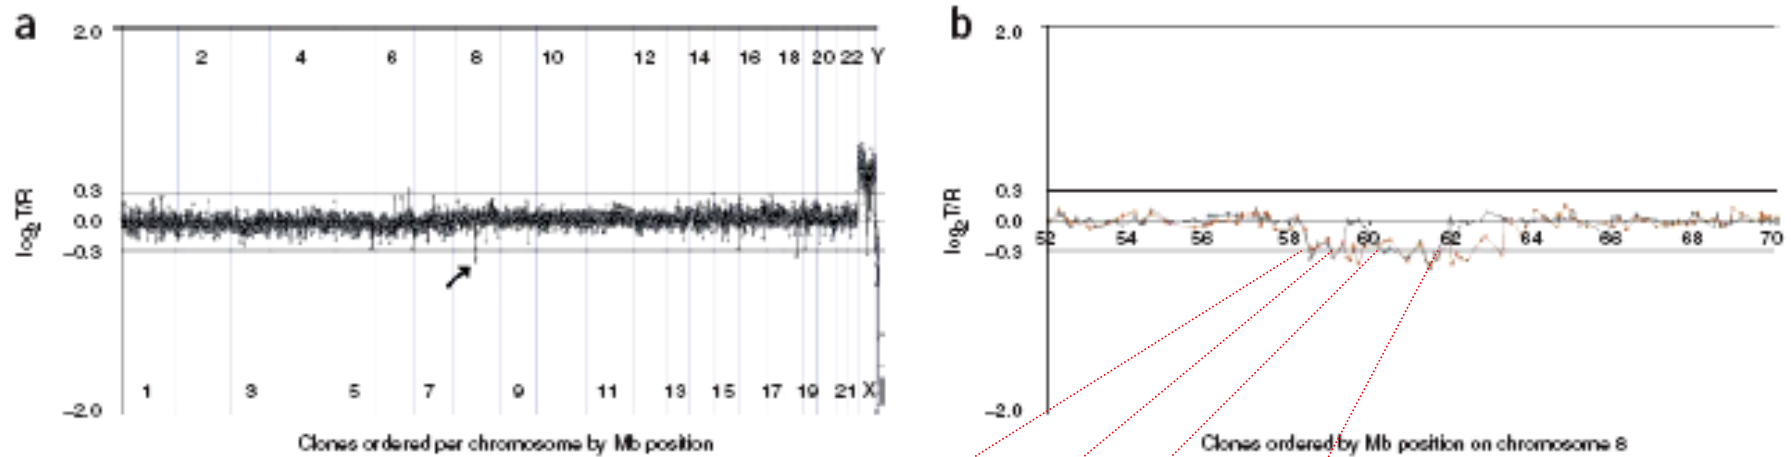 a
2.0
2 4 6 8 10 12 14 16 18 20 22 Y
0.3
0.0
−0.3
log2T/R
1 3 5 7 9 11 13 15 17 19 21 X
−2.0
Clones ordered per chromosome by Mb position
b
2.0
0.3
0.0
−0.3
log2T/R
52 54 56 58 60 62 64 66 68 70
−2.0
Clones ordered by Mb position on chromosome 8